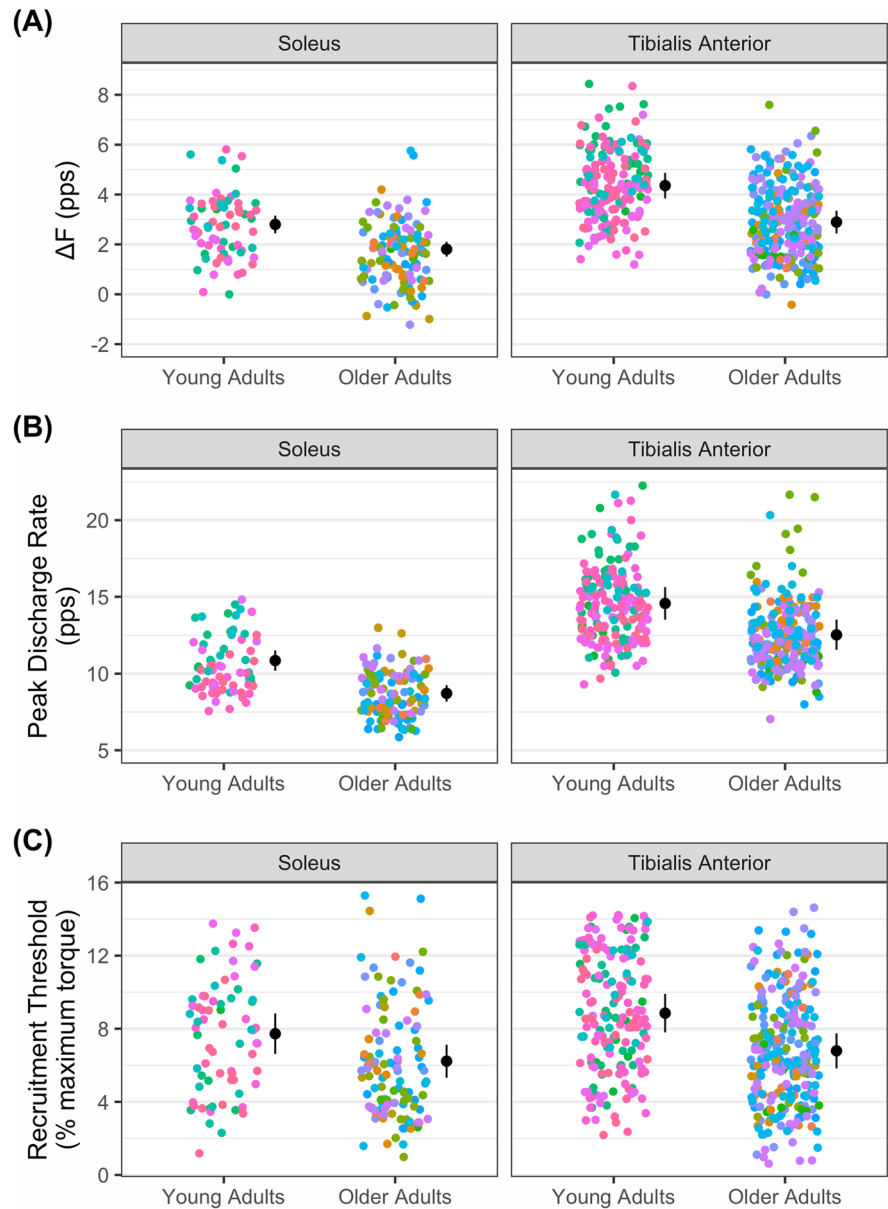 (A)
Soleus
Tibialis Anterior
ΔF (pps)
8
6
4
2
0
-2
Young Adults
Older Adults
Young Adults
Older Adults
(B)
Soleus
Tibialis Anterior
Peak Discharge Rate
(pps)
20
15
10
5
Young Adults
Older Adults
Young Adults
Older Adults
(C)
Soleus
Tibialis Anterior
Recruitment Threshold
(% maximum torque)
16
12
8
4
0
Young Adults
Older Adults
Young Adults
Older Adults